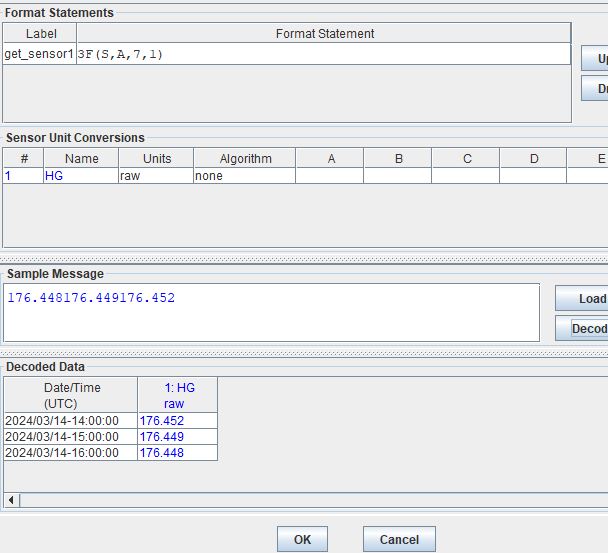 Format Statements
Label Format Statement
Up
get_sensor1 3F(S,A,7,1)
Sensor Unit Conversions
# Name Units Algorithm A B C D E
1 HG raw none
Sample Message
176.448176.449176.452
Load
Decod
Decoded Data
Date/Time 1: HG
(UTC) raw
2024/03/14-14:00:00 176.452
2024/03/14-15:00:00 176.449
2024/03/14-16:00:00 176.448
OK Cancel